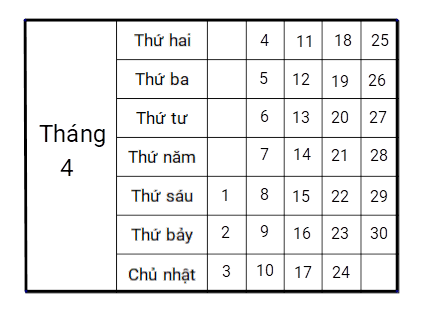 Thứ hai 4 11 18 25
Thứ ba 5 12 19 26
Thứ tư 6 13 20 27
Tháng
4
Thứ năm 7 14 21 28
Thứ sáu 1 8 15 22 29
Thứ bảy 2 9 16 23 30
Chủ nhật 3 10 17 24